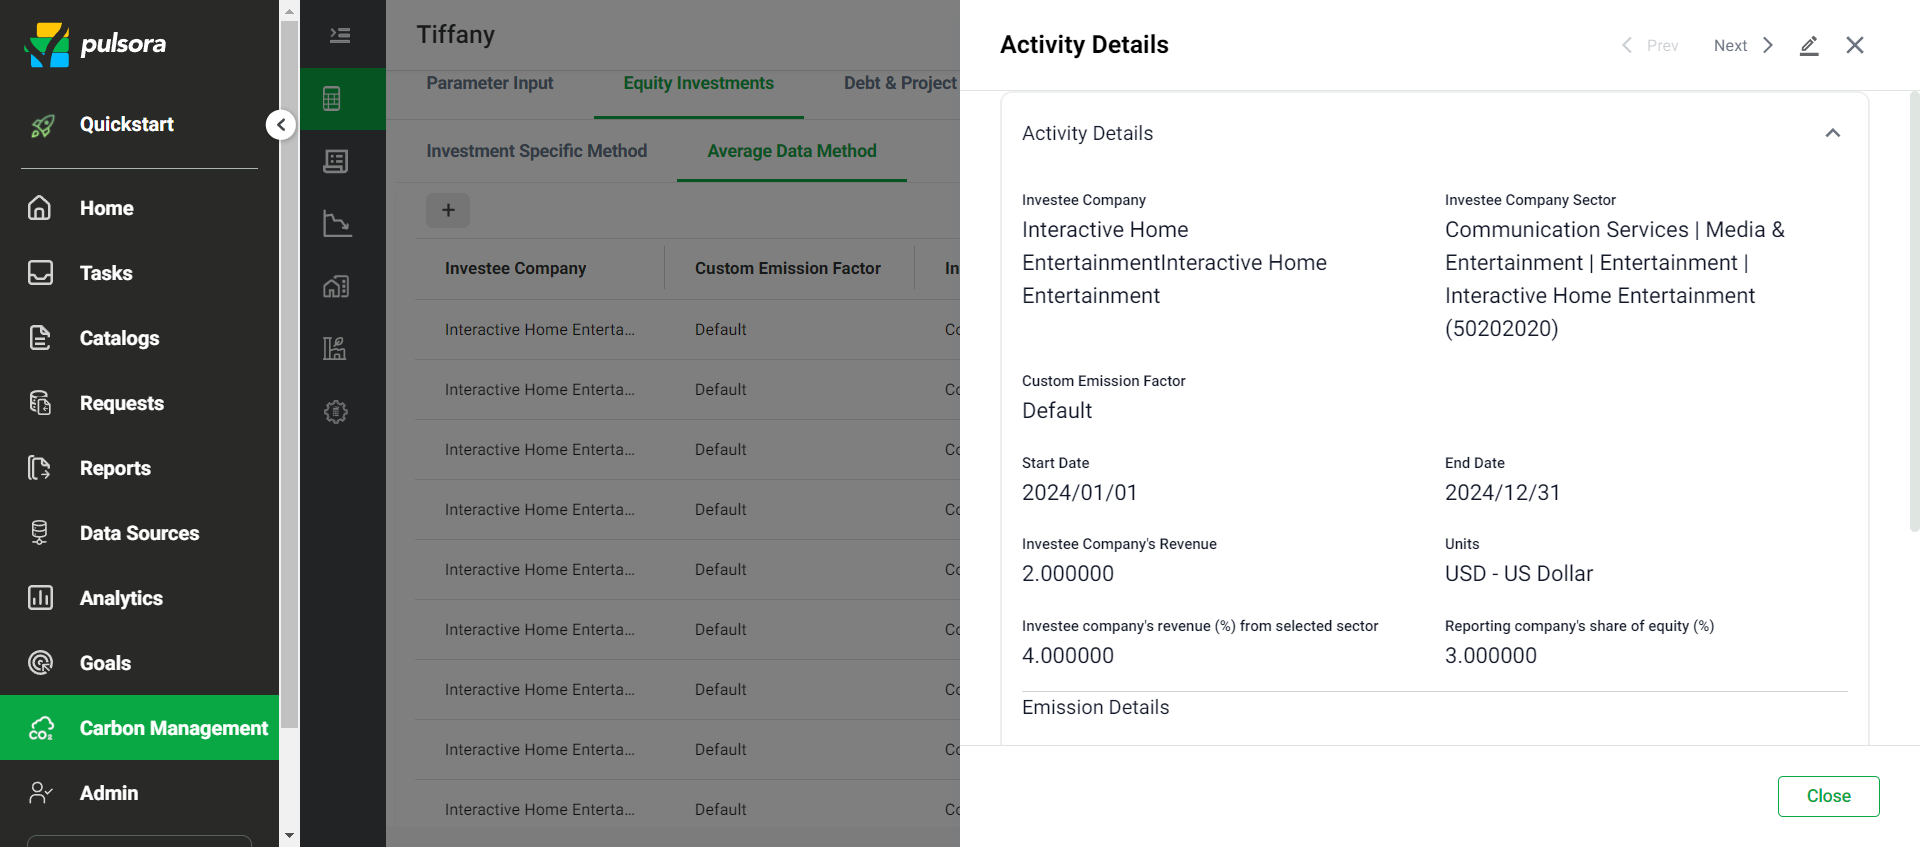 pulsora
Quickstart
Home
Tasks
Catalogs
Requests
Reports
Data Sources
Analytics
Goals
Carbon Management
Admin
Tiffany
Parameter Input
Equity Investments
Debt & Project
Investment Specific Method
Average Data Method
+
Investee Company
Custom Emission Factor
In
Interactive Home Enterta...
Default
Co
Interactive Home Enterta...
Default
Co
Interactive Home Enterta...
Default
Co
Interactive Home Enterta...
Default
Co
Interactive Home Enterta...
Default
Co
Interactive Home Enterta...
Default
Co
Interactive Home Enterta...
Default
Co
Interactive Home Enterta...
Default
Co
Interactive Home Enterta...
Default
Co
Activity Details
Prev
Next
Activity Details
Investee Company
Interactive Home
EntertainmentInteractive Home
Entertainment
Investee Company Sector
Communication Services | Media &
Entertainment | Entertainment |
Interactive Home Entertainment
(50202020)
Custom Emission Factor
Default
Start Date
2024/01/01
End Date
2024/12/31
Investee Company's Revenue
2.000000
Units
USD - US Dollar
Investee company's revenue (%) from selected sector
4.000000
Reporting company's share of equity (%)
3.000000
Emission Details
Close